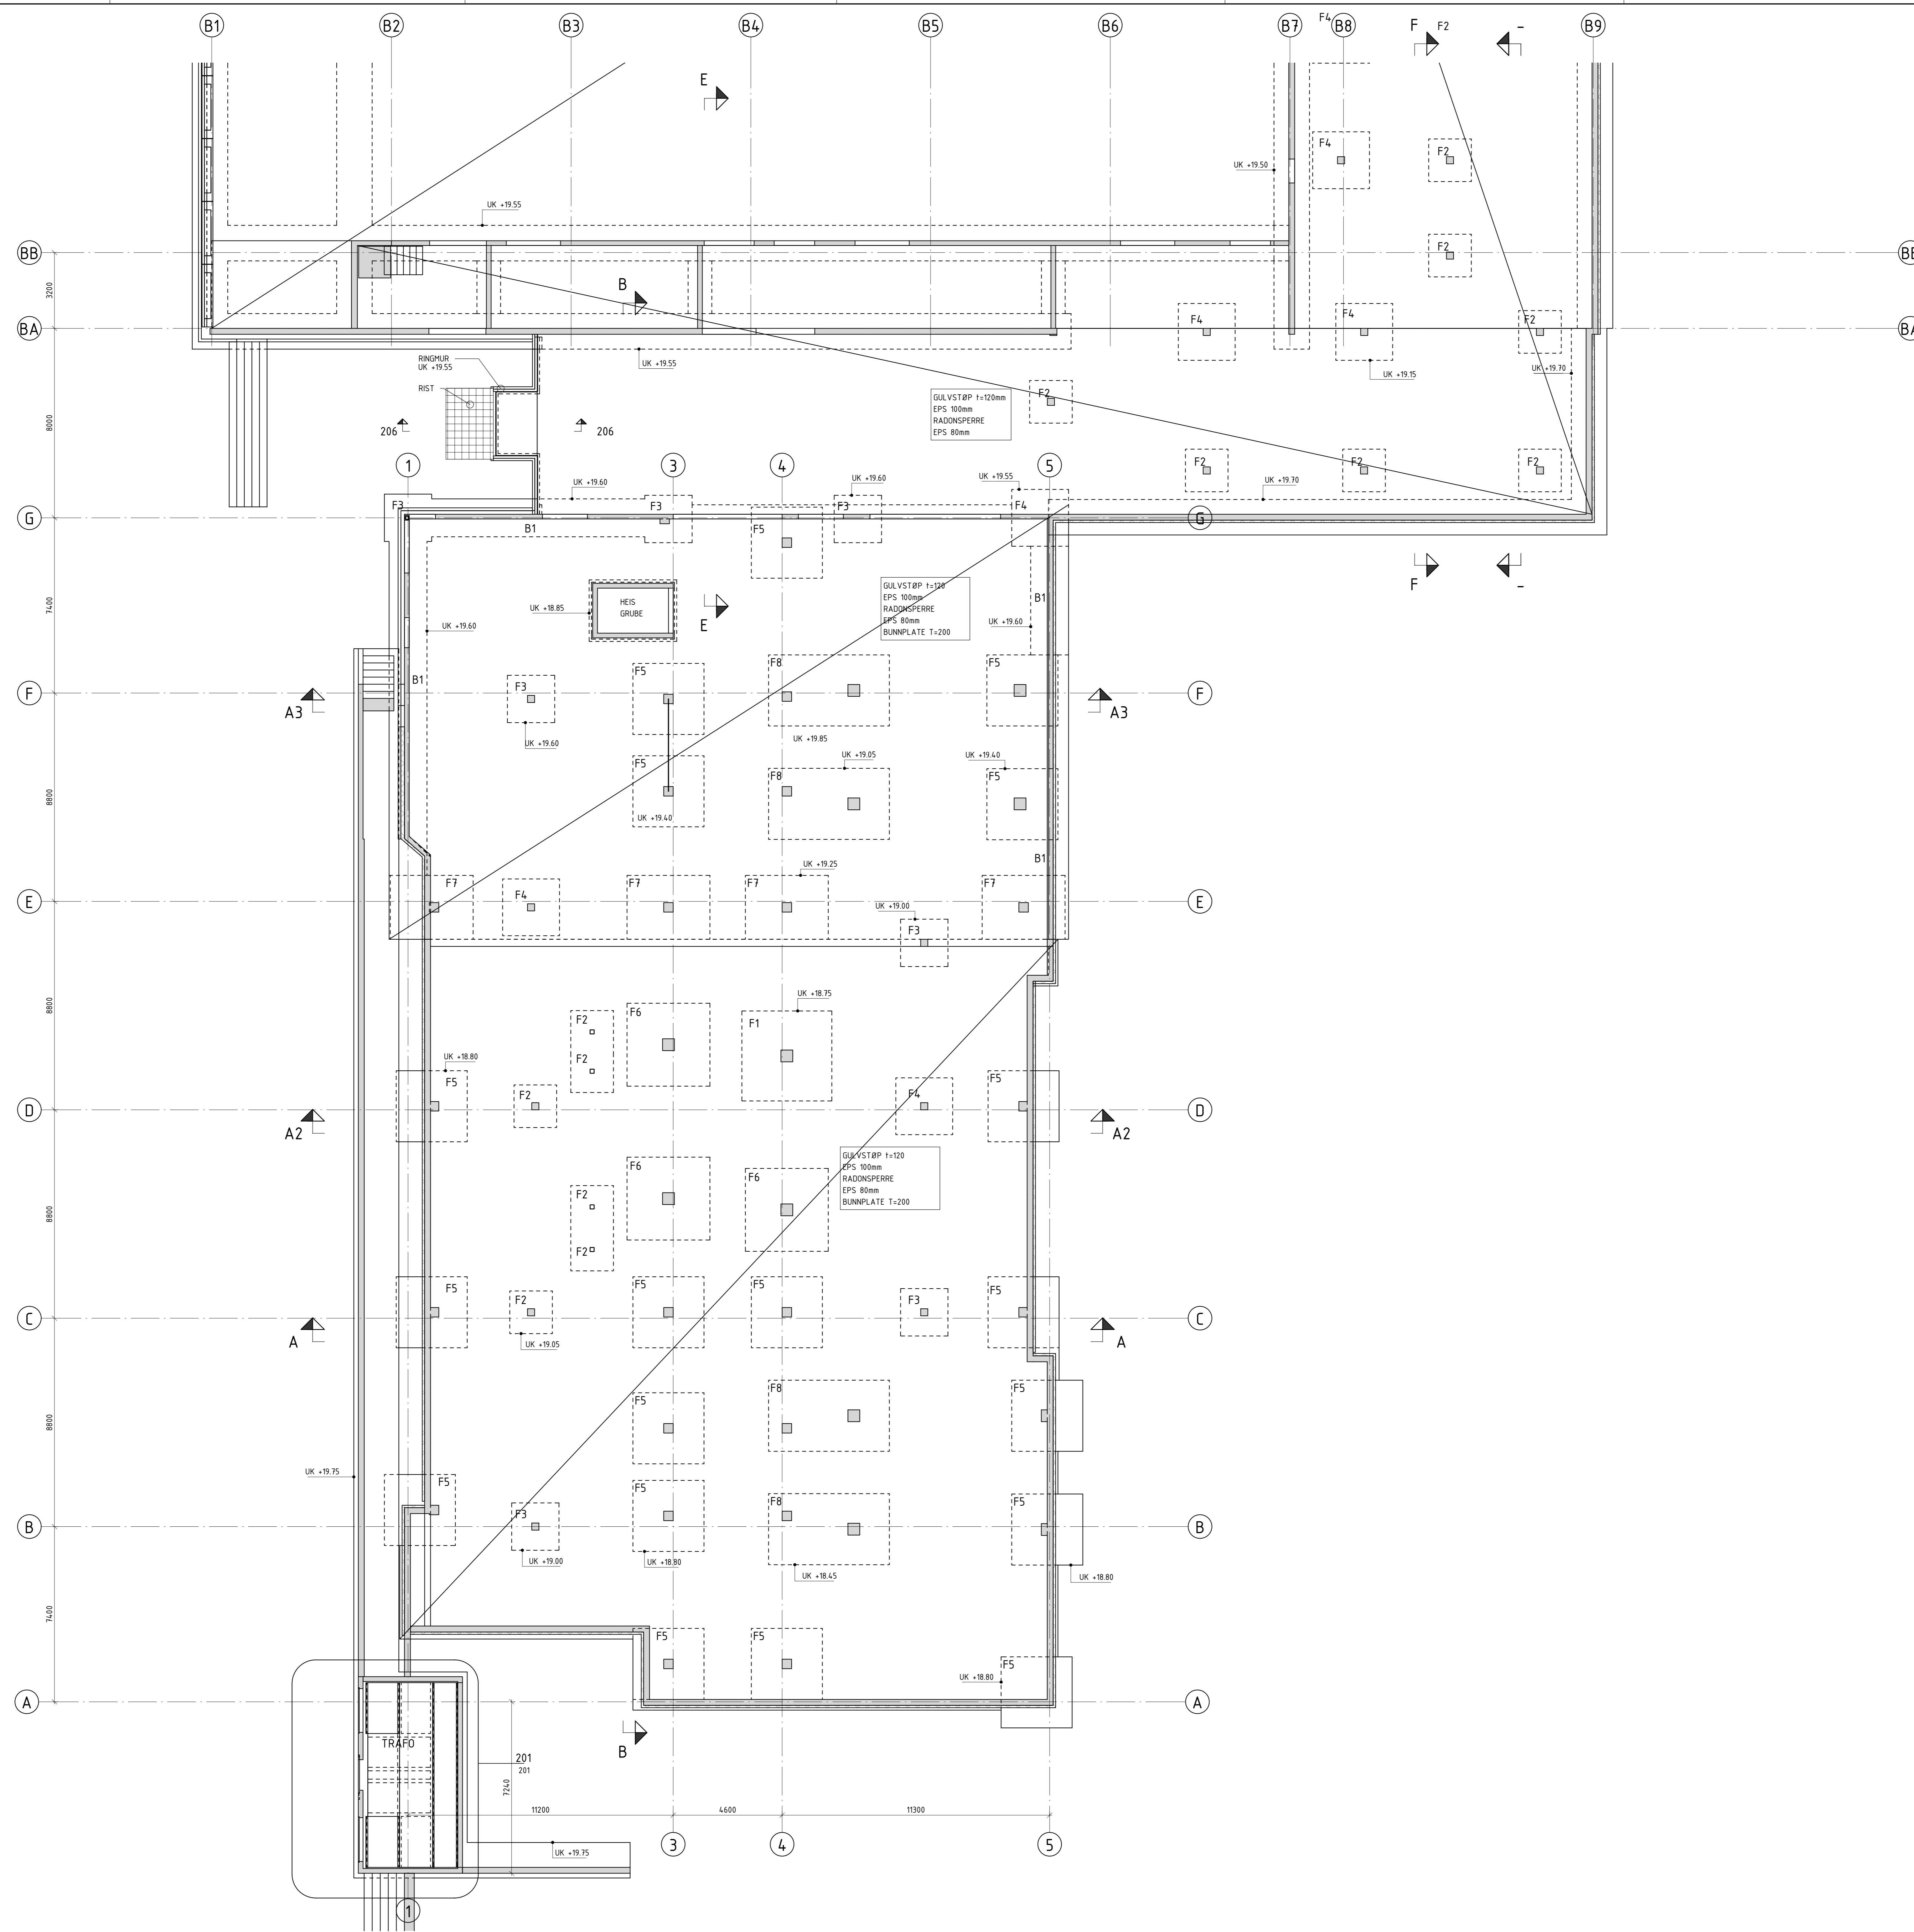 B1 B2 B3 B4 B5 B6 B7 F4 B8 F F2 - B9
E
F4
F2
UK +19.50
UK +19.55
BB
F2
3200
B
F4 F4 F2
BA
RINGMUR
UK +19.55
UK +19.55
UK +19.15
UK +19.70
RIST
F2
GULVSTØP t=120mm
EPS 100mm
RADONSPERRE
EPS 80mm
8000
206 206
1 3 4 5
F2 F2 F2
UK +19.60
UK +19.60
UK +19.55
UK +19.70
F3 F3 F3 F4
G G
B1
F5
F - F
GULVSTØP t=120
EPS 100mm
RADONSPERRE
EPS 80mm
BUNNPLATE T=200
HEIS
GRUBE
UK +18.85
7400
B1
E
UK +19.60
UK +19.60
F5 F8 F5
B1
F3
F F
A3 A3
UK +19.85
UK +19.60
UK +19.05
UK +19.40
F5 F8 F5
8800
UK +19.40
B1
UK +19.25
F7 F7 F7 F7
F4
E E
UK +19.00
F3
UK +18.75
8800
F2 F6 F1
UK +18.80
F2
F5 F5
F2 F4
D D
A2 A2
GULVSTØP t=120
EPS 100mm
RADONSPERRE
EPS 80mm
BUNNPLATE T=200
F6
F6
F2
8800
F2
F5 F5 F5 F5
F2 F3
C C
A A
UK +19.05
F5 F8 F5
8800
UK +19.75
F5 F5 F8 F5
F3
B B
UK +19.00
UK +18.80
UK +18.45
UK +18.80
7400
F5 F5 F5
UK +18.80
A A
TRAFO
B
201
201
7240
11200 4600 11300
3 4 5
UK +19.75
1